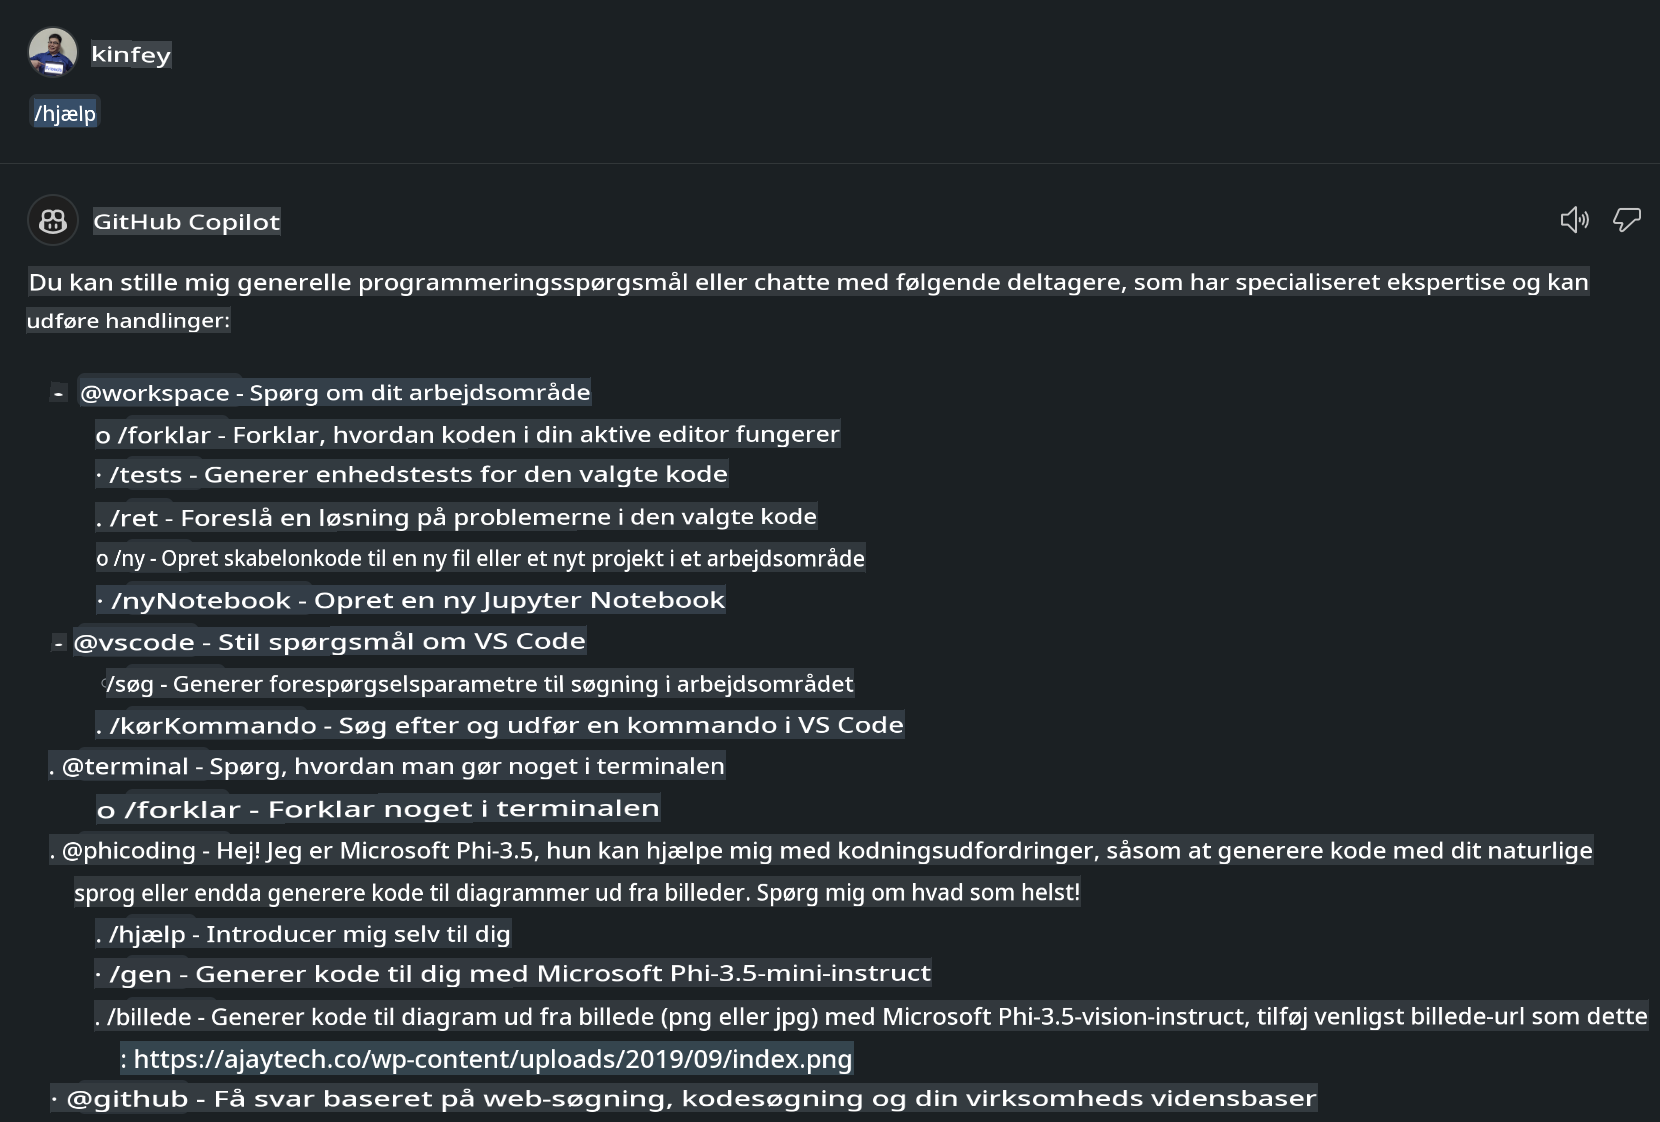 kinfey
/hjælp
GitHub Copilot
Du kan stille mig generelle programmeringsspørgsmål eller chatte med følgende deltagere, som har specialiseret ekspertise og kan
udføre handlinger:
- @workspace - Spørg om dit arbejdsområde
o /forklar - Forklar, hvordan koden i din aktive editor fungerer
· /tests - Generer enhedstests for den valgte kode
. /ret - Foreslå en løsning på problemerne i den valgte kode
o /ny - Opret skabelonkode til en ny fil eller et nyt projekt i et arbejdsområde
· /nyNotebook - Opret en ny Jupyter Notebook
- @vscode - Stil spørgsmål om VS Code
/søg - Generer forespørgselsparametre til søgning i arbejdsområdet
. /kørKommando - Søg efter og udfør en kommando i VS Code
. @terminal - Spørg, hvordan man gør noget i terminalen
o /forklar - Forklar noget i terminalen
. @phicoding - Hej! Jeg er Microsoft Phi-3.5, hun kan hjælpe mig med kodningsudfordringer, såsom at generere kode med dit naturlige
sprog eller endda generere kode til diagrammer ud fra billeder. Spørg mig om hvad som helst!
. /hjælp - Introducer mig selv til dig
· /gen - Generer kode til dig med Microsoft Phi-3.5-mini-instruct
. /billede - Generer kode til diagram ud fra billede (png eller jpg) med Microsoft Phi-3.5-vision-instruct, tilføj venligst billede-url som dette
: https://ajaytech.co/wp-content/uploads/2019/09/index.png
· @github - Få svar baseret på web-søgning, kodesøgning og din virksomheds vidensbaser